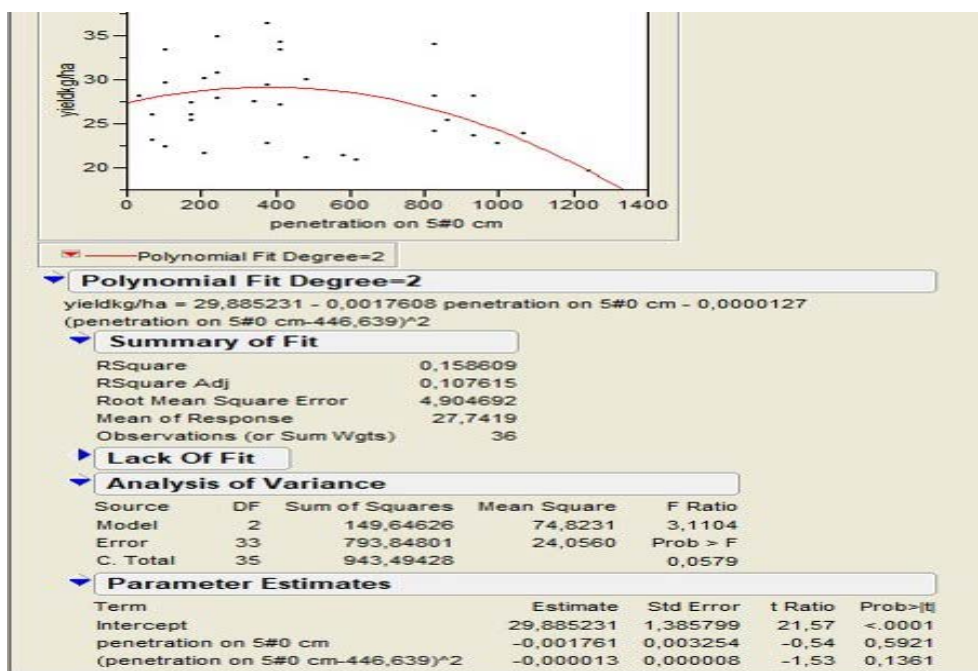 35
30
25
20
yieldkg/ha
0 200 400 600 800 1000 1200 1400
penetration on 5#0 cm
Polynomial Fit Degree=2
Polynomial Fit Degree=2
yieldkg/ha = 29,885231 - 0,0017608 penetration on 5#0 cm - 0,0000127
(penetration on 5#0 cm-446,639)^2
Summary of Fit
RSquare 0,158609
RSquare Adj 0,107615
Root Mean Square Error 4,904692
Mean of Response 27,7419
Observations (or Sum Wgts) 36
Lack Of Fit
Analysis of Variance
Source DF Sum of Squares Mean Square F Ratio
Model 2 149,64626 74,8231 3,1104
Error 33 793,84801 24,0560 Prob > F
C. Total 35 943,49428 0,0579
Parameter Estimates
Term Estimate Std Error t Ratio Prob>|t|
Intercept 29,885231 1,385799 21,57 <.0001
penetration on 5#0 cm -0,001761 0,003254 -0,54 0,5921
(penetration on 5#0 cm-446,639)^2 -0,000013 0,000008 -1,53 0,1361